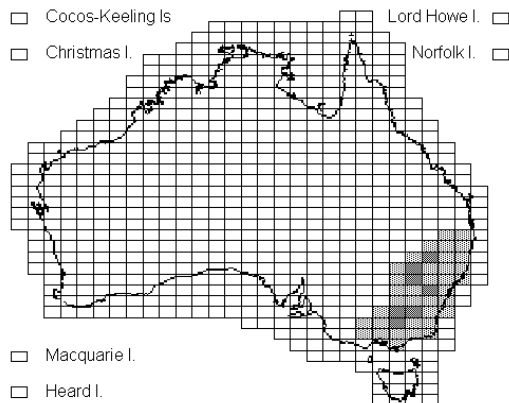 Cocos-Keeling Is
Lord Howe I.
Christmas I.
Norfolk I.
Macquarie I.
Heard I.